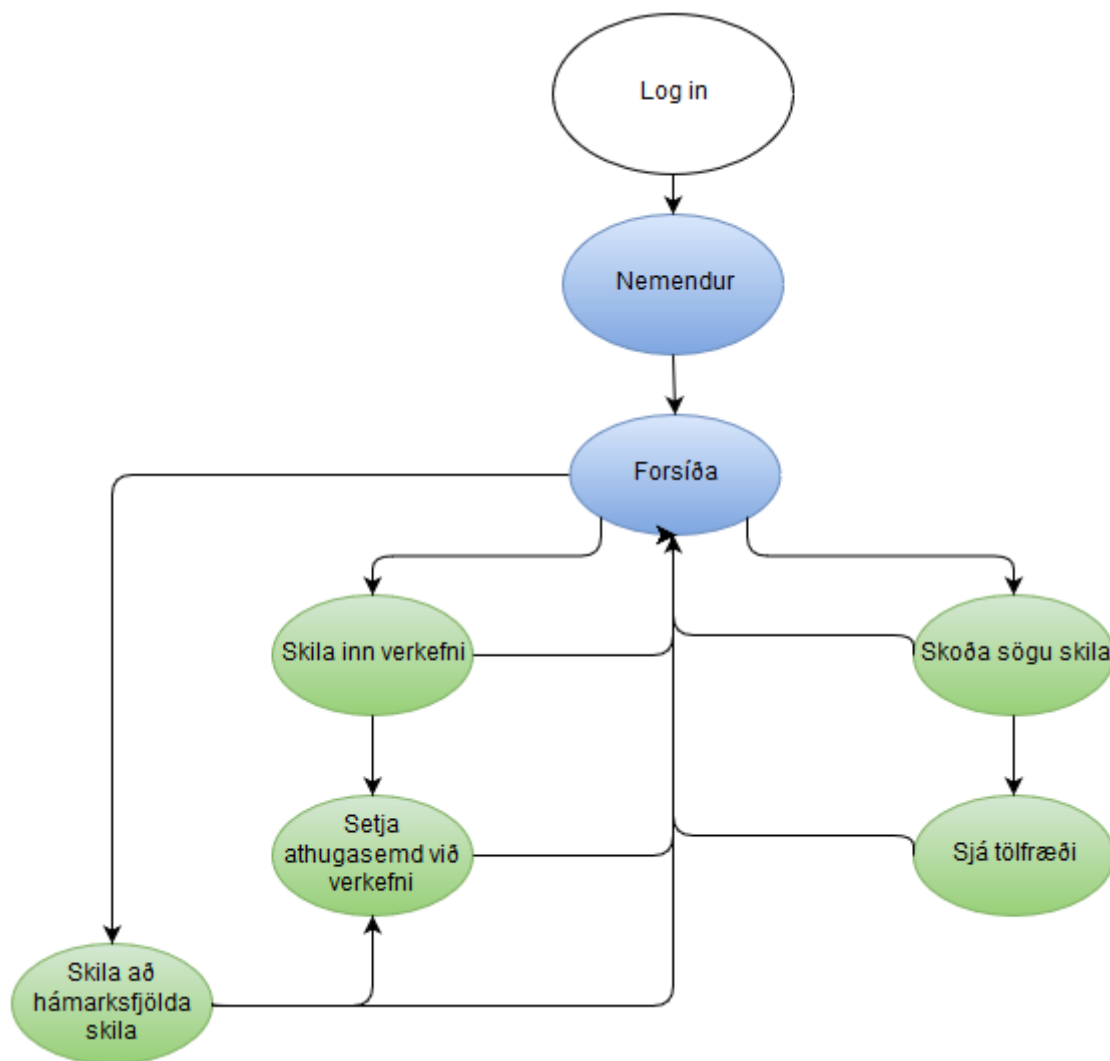 Log in
Nemendur
Forsíða
Skila inn verkefni
Skoða sögu skila
Setja
athugasemd við
verkefni
Sjá tölfræði
Skila að
hámarksfjölda
skila